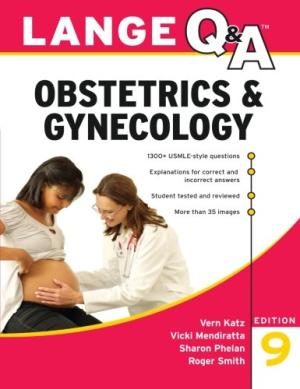 LANGE Q&A™
OBSTETRICS &
GYNECOLOGY
1300+ USMLE-style questions
Explanations for correct and
incorrect answers
Student tested and reviewed
More than 35 images
Vern Katz
Vicki Mendiratta
Sharon Phelan
Roger Smith
EDITION
9